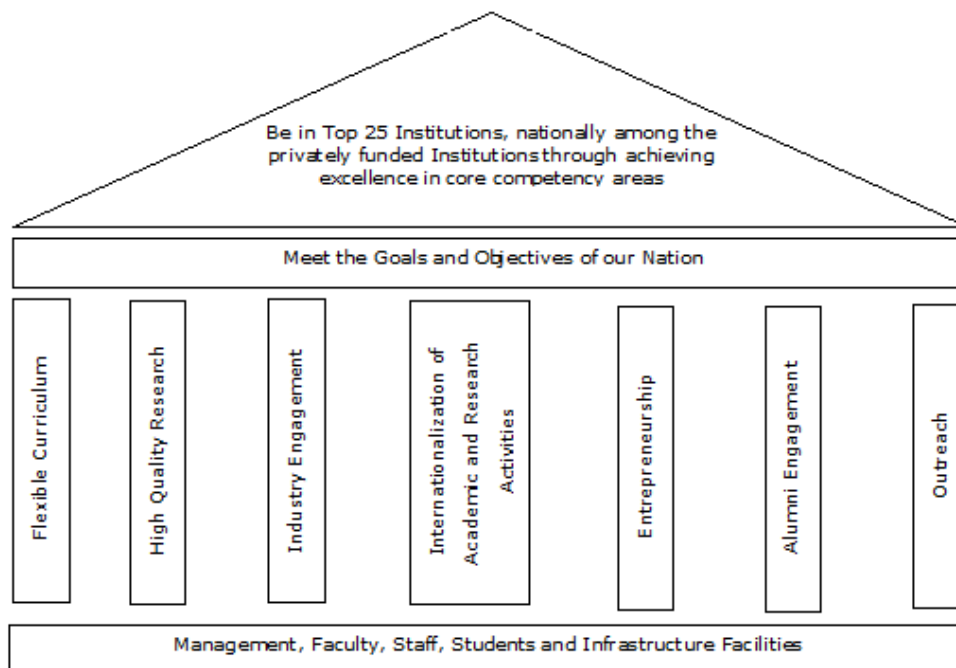 Be in Top 25 Institutions, nationally among the
privately funded Institutions through achieving
excellence in core competency areas
Meet the Goals and Objectives of our Nation
Flexible Curriculum
High Quality Research
Industry Engagement
Internationalization of
Academic and Research
Activities
Entrepreneurship
Alumni Engagement
Outreach
Management, Faculty, Staff, Students and Infrastructure Facilities